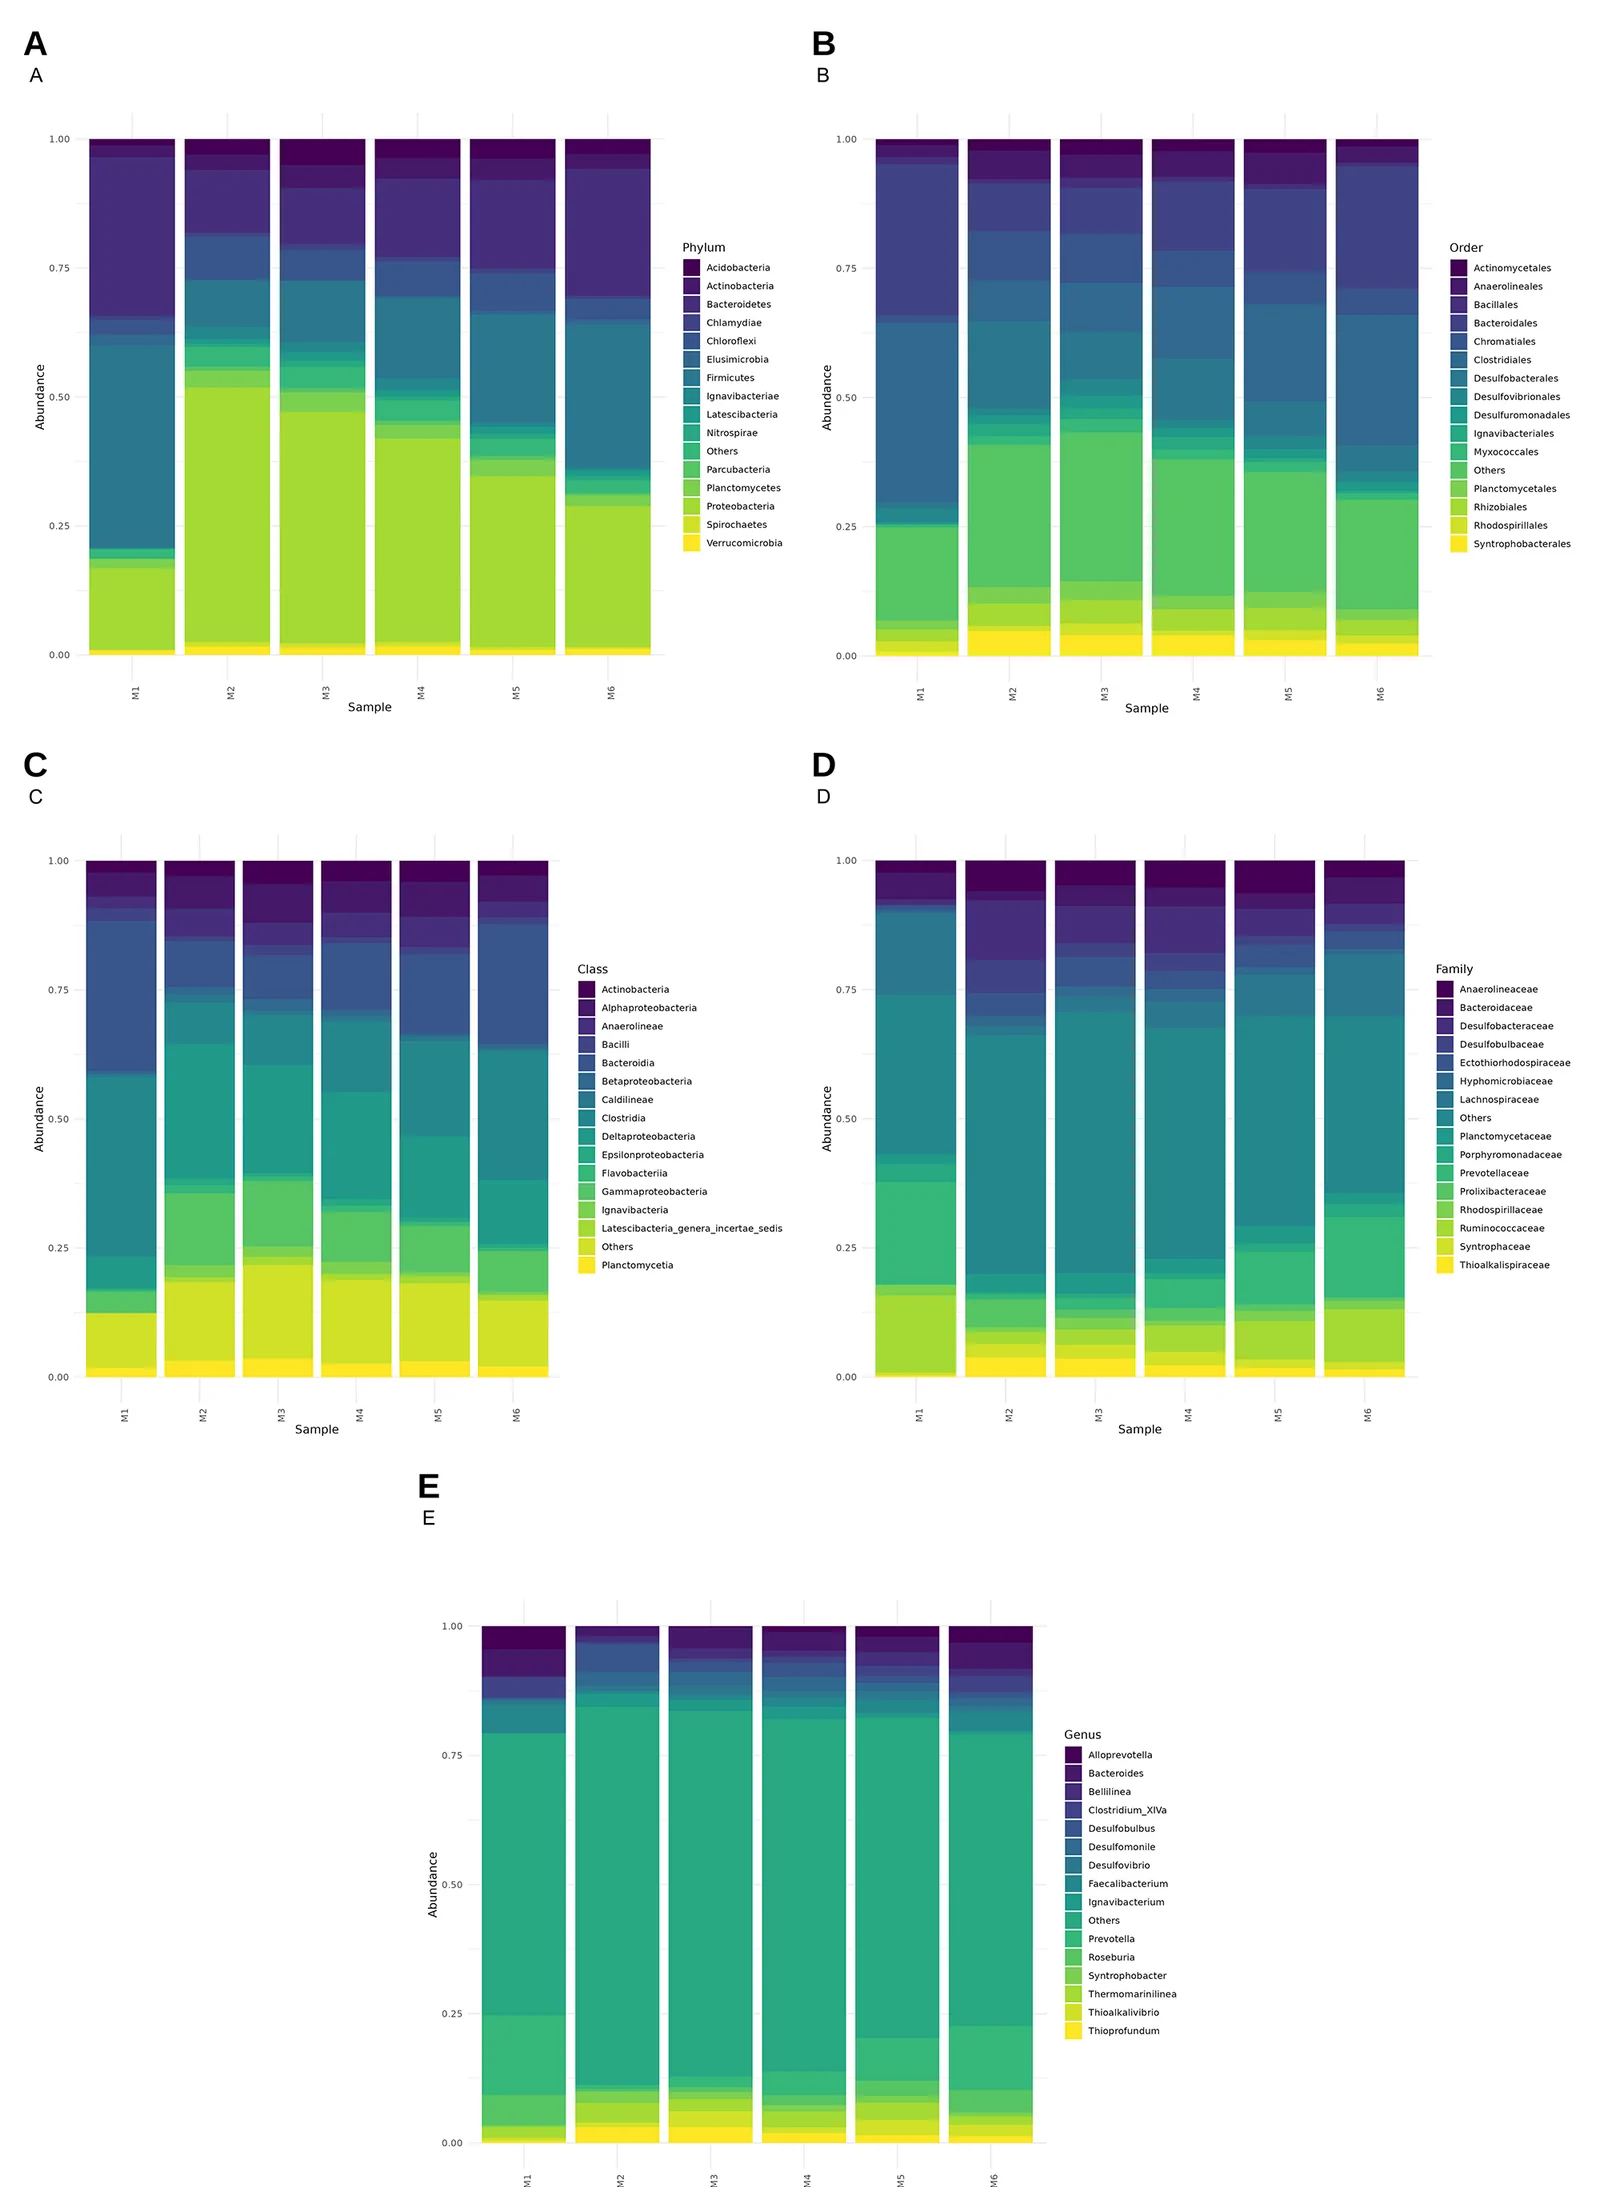 A
A
1.00
0.75
0.50
0.25
0.00
Abundance
M1
M2
M3
M4
M5
M6
Sample
Phylum
Acidobacteria
Actinobacteria
Bacteroidetes
Chlamydiae
Chloroflexi
Elusimicrobia
Firmicutes
Ignavibacteriae
Latescibacteria
Nitrospirae
Others
Parcubacteria
Planctomycetes
Proteobacteria
Spirochaetes
Verrucomicrobia
B
B
1.00
0.75
0.50
0.25
0.00
Abundance
M1
M2
M3
M4
M5
M6
Sample
Order
Actinomycetales
Anaerolineales
Bacillales
Bacteroidales
Chromatiales
Clostridiales
Desulfobacterales
Desulfovibrionales
Desulfuromonadales
Ignavibacteriales
Myxococcales
Others
Planctomycetales
Rhizobiales
Rhodospirillales
Syntrophobacterales
C
C
1.00
0.75
0.50
0.25
0.00
Abundance
M1
M2
M3
M4
M5
M6
Sample
Class
Actinobacteria
Alphaproteobacteria
Anaerolineae
Bacilli
Bacteroidia
Betaproteobacteria
Caldilineae
Clostridia
Deltaproteobacteria
Epsilonproteobacteria
Flavobacteriia
Gammaproteobacteria
Ignavibacteria
Latescibacteria_genera_incertae_sedis
Others
Planctomycetia
D
D
1.00
0.75
0.50
0.25
0.00
Abundance
M1
M2
M3
M4
M5
M6
Sample
Family
Anaerolineaceae
Bacteroidaceae
Desulfobacteraceae
Desulfobulbaceae
Ectothiorhodospiraceae
Hyphomicrobiaceae
Lachnospiraceae
Others
Planctomycetaceae
Porphyromonadaceae
Prevotellaceae
Prolixibacteraceae
Rhodospirillaceae
Ruminococcaceae
Syntrophaceae
Thioalkalispiraceae
E
E
1.00
0.75
0.50
0.25
0.00
Abundance
M1
M2
M3
M4
M5
M6
Genus
Alloprevotella
Bacteroides
Bellilinea
Clostridium_XIVa
Desulfobulbus
Desulfomonile
Desulfovibrio
Faecalibacterium
Ignavibacterium
Others
Prevotella
Roseburia
Syntrophobacter
Thermomarinilinea
Thioalkalivibrio
Thioprofundum